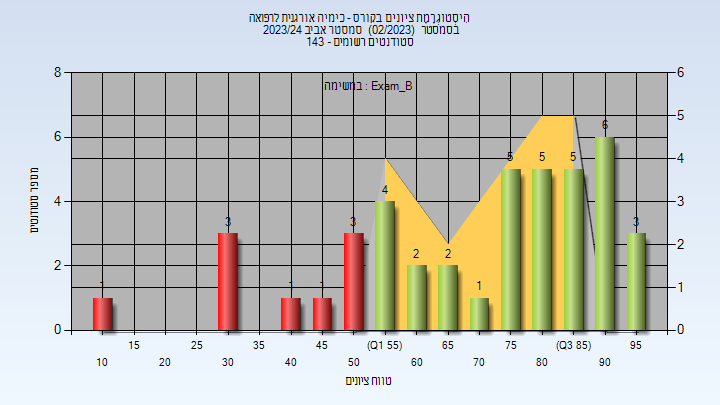 היסטוגרמת ציונים בקורס - כימיה אורגנית לרפואה
בסמסטר (02/2023) סמסטר אביב 2023/24
סטודנטים רשומים - 143
במשימה : Exam_B
8 6
6 5 4
4 3
2 2 1
0 0
מספר סטודנטים
1 3 1 1 3 4 2 2 1 5 5 5 6 3
15 25 35 45 (Q1 55) 65 75 (Q3 85) 95
10 20 30 40 50 60 70 80 90
טווח ציונים